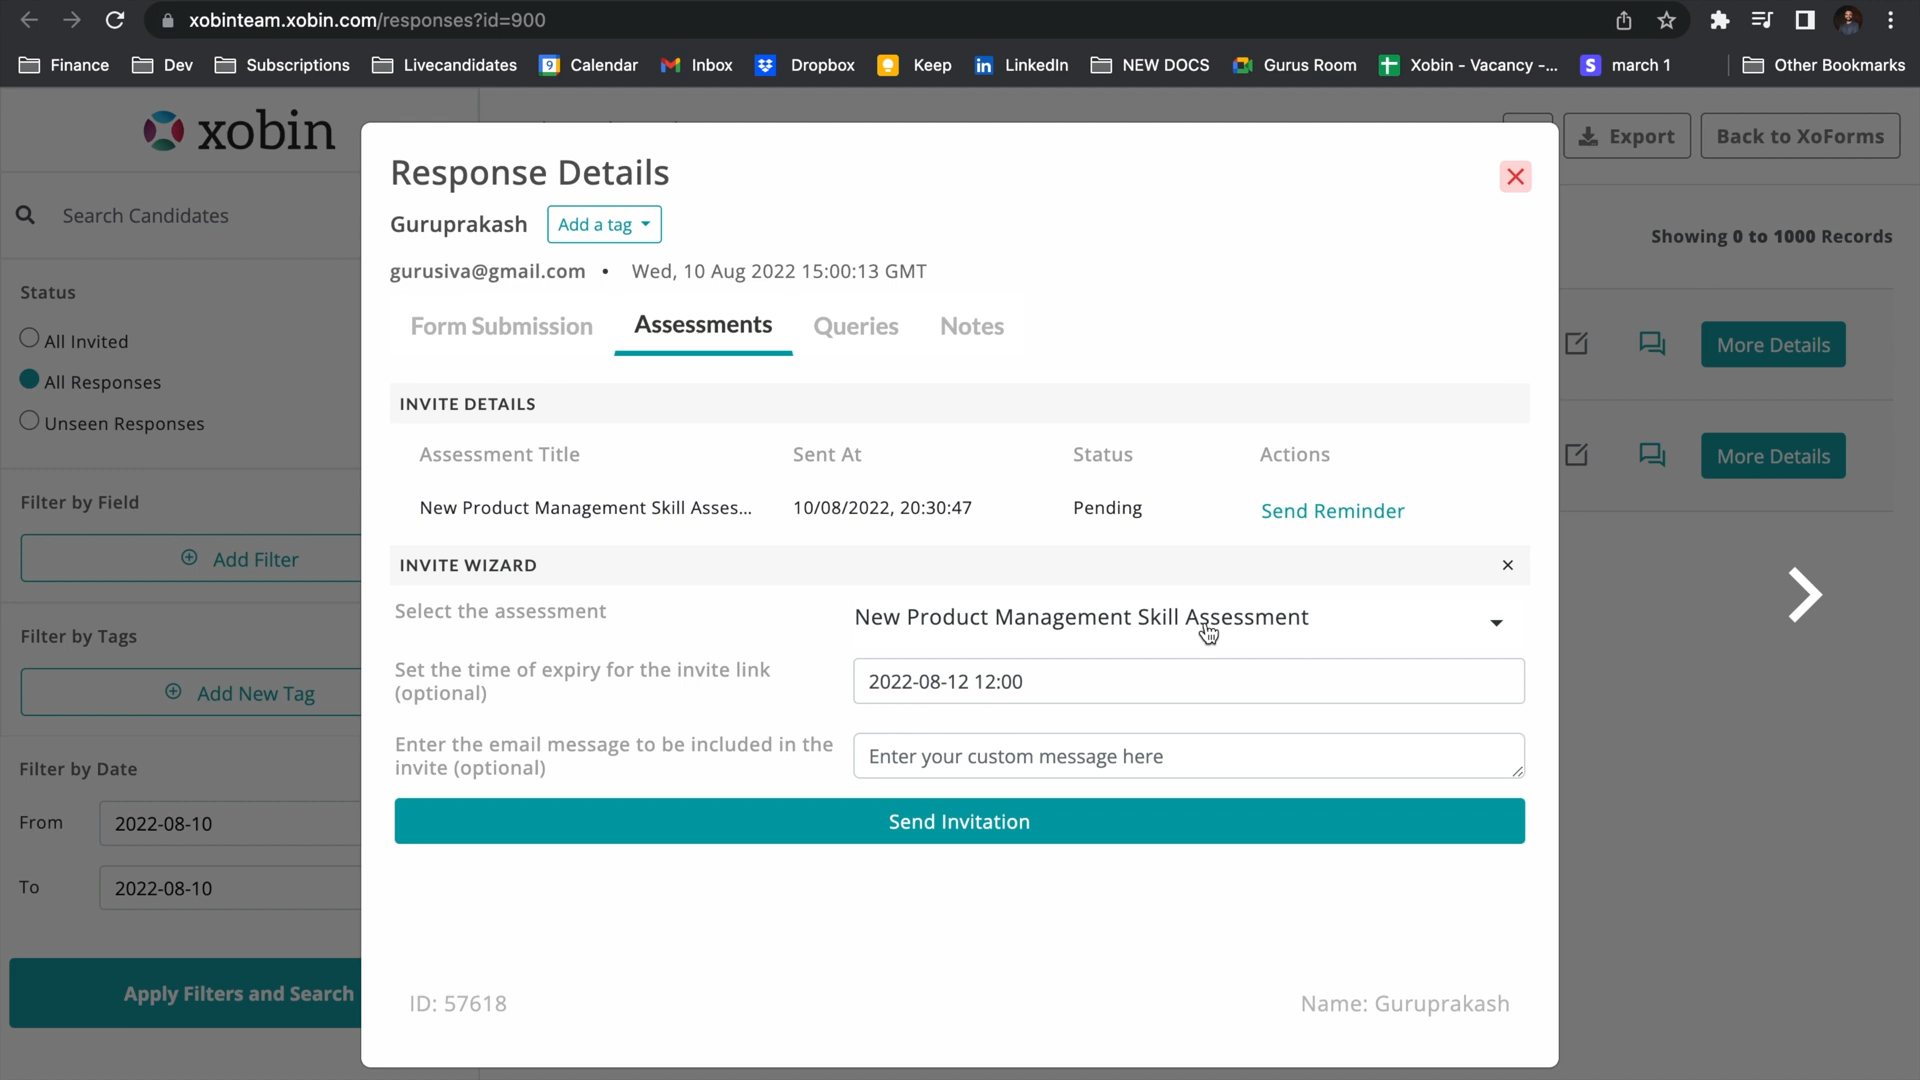 xobinteam.xobin.com/responses?id=900
Finance Dev Subscriptions Livecandidates 9 Calendar Inbox Dropbox Keep in LinkedIn NEW DOCS Gurus Room Xobin - Vacancy -... S march 1 Other Bookmarks
xobin
Export
Back to XoForms
Search Candidates
Showing 0 to 1000 Records
Status
All Invited
All Responses
Unseen Responses
Filter by Field
Add Filter
Filter by Tags
Add New Tag
Filter by Date
From 2022-08-10
To 2022-08-10
Apply Filters and Search
Response Details
Guruprakash Add a tag
gurusiva@gmail.com • Wed, 10 Aug 2022 15:00:13 GMT
Form Submission Assessments Queries Notes
INVITE DETAILS
Assessment Title Sent At Status Actions
New Product Management Skill Asses... 10/08/2022, 20:30:47 Pending Send Reminder
INVITE WIZARD
Select the assessment New Product Management Skill Assessment
Set the time of expiry for the invite link
(optional)
2022-08-12 12:00
Enter the email message to be included in the
invite (optional)
Enter your custom message here
Send Invitation
ID: 57618 Name: Guruprakash
More Details
More Details